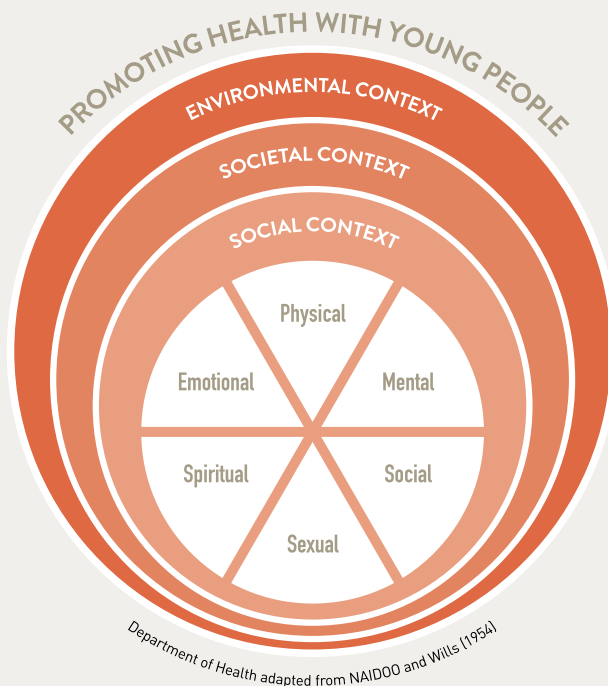 PROMOTING HEALTH WITH YOUNG PEOPLE
ENVIRONMENTAL CONTEXT
SOCIETAL CONTEXT
SOCIAL CONTEXT
Physical
Emotional
Mental
Spiritual
Social
Sexual
Department of Health adapted from NAIDOO and Wills (1954)